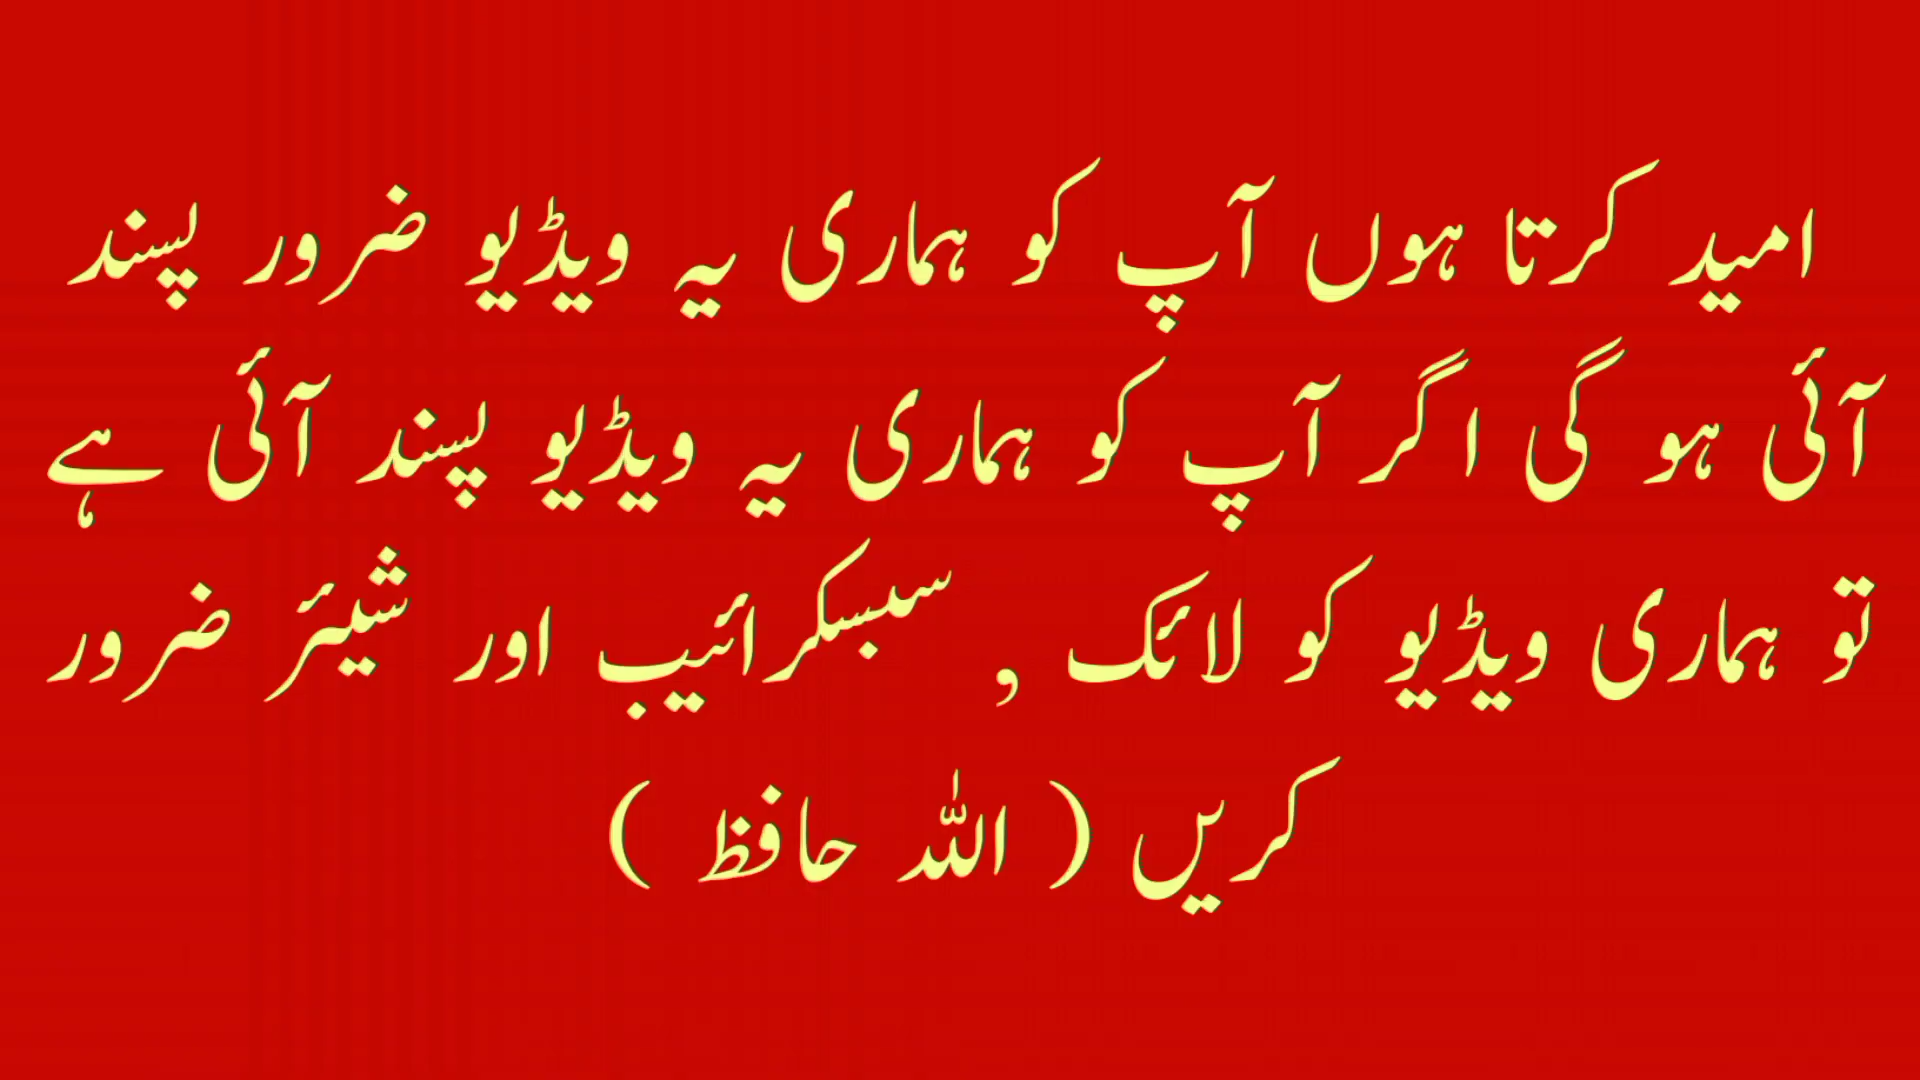 امید کرتا ہوں آپ کو ہماری یہ ویڈیو ضرور پسند
آئی ہو گی اگر آپ کو ہماری یہ ویڈیو پسند آئی ہے
تو ہماری ویڈیو کو لائک , سبسکرائیب اور شیئر ضرور
کریں ( اللہ حافظ )